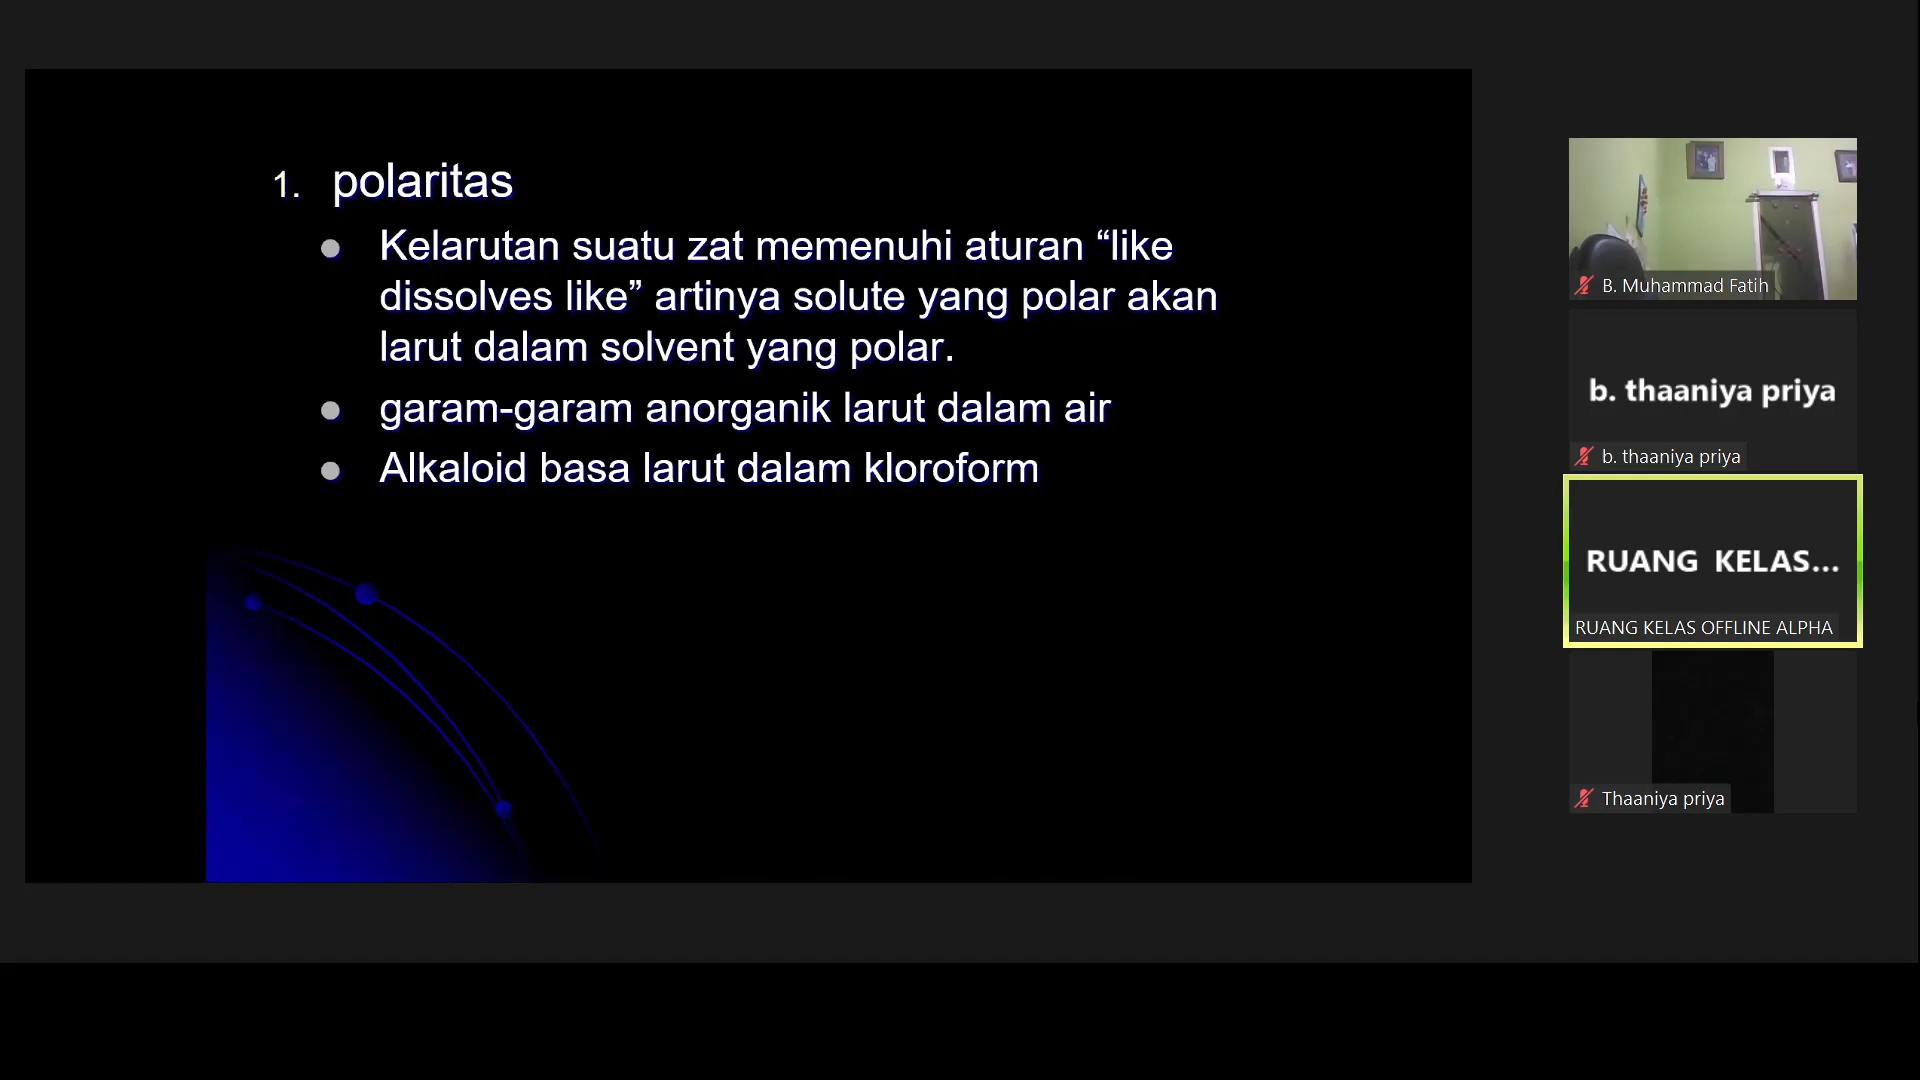 1. polaritas
● Kelarutan suatu zat memenuhi aturan “like
dissolves like” artinya solute yang polar akan
larut dalam solvent yang polar.
● garam-garam anorganik larut dalam air
● Alkaloid basa larut dalam kloroform
B. Muhammad Fatih
b. thaaniya priya
b. thaaniya priya
RUANG KELAS...
RUANG KELAS OFFLINE ALPHA
Thaaniya priya